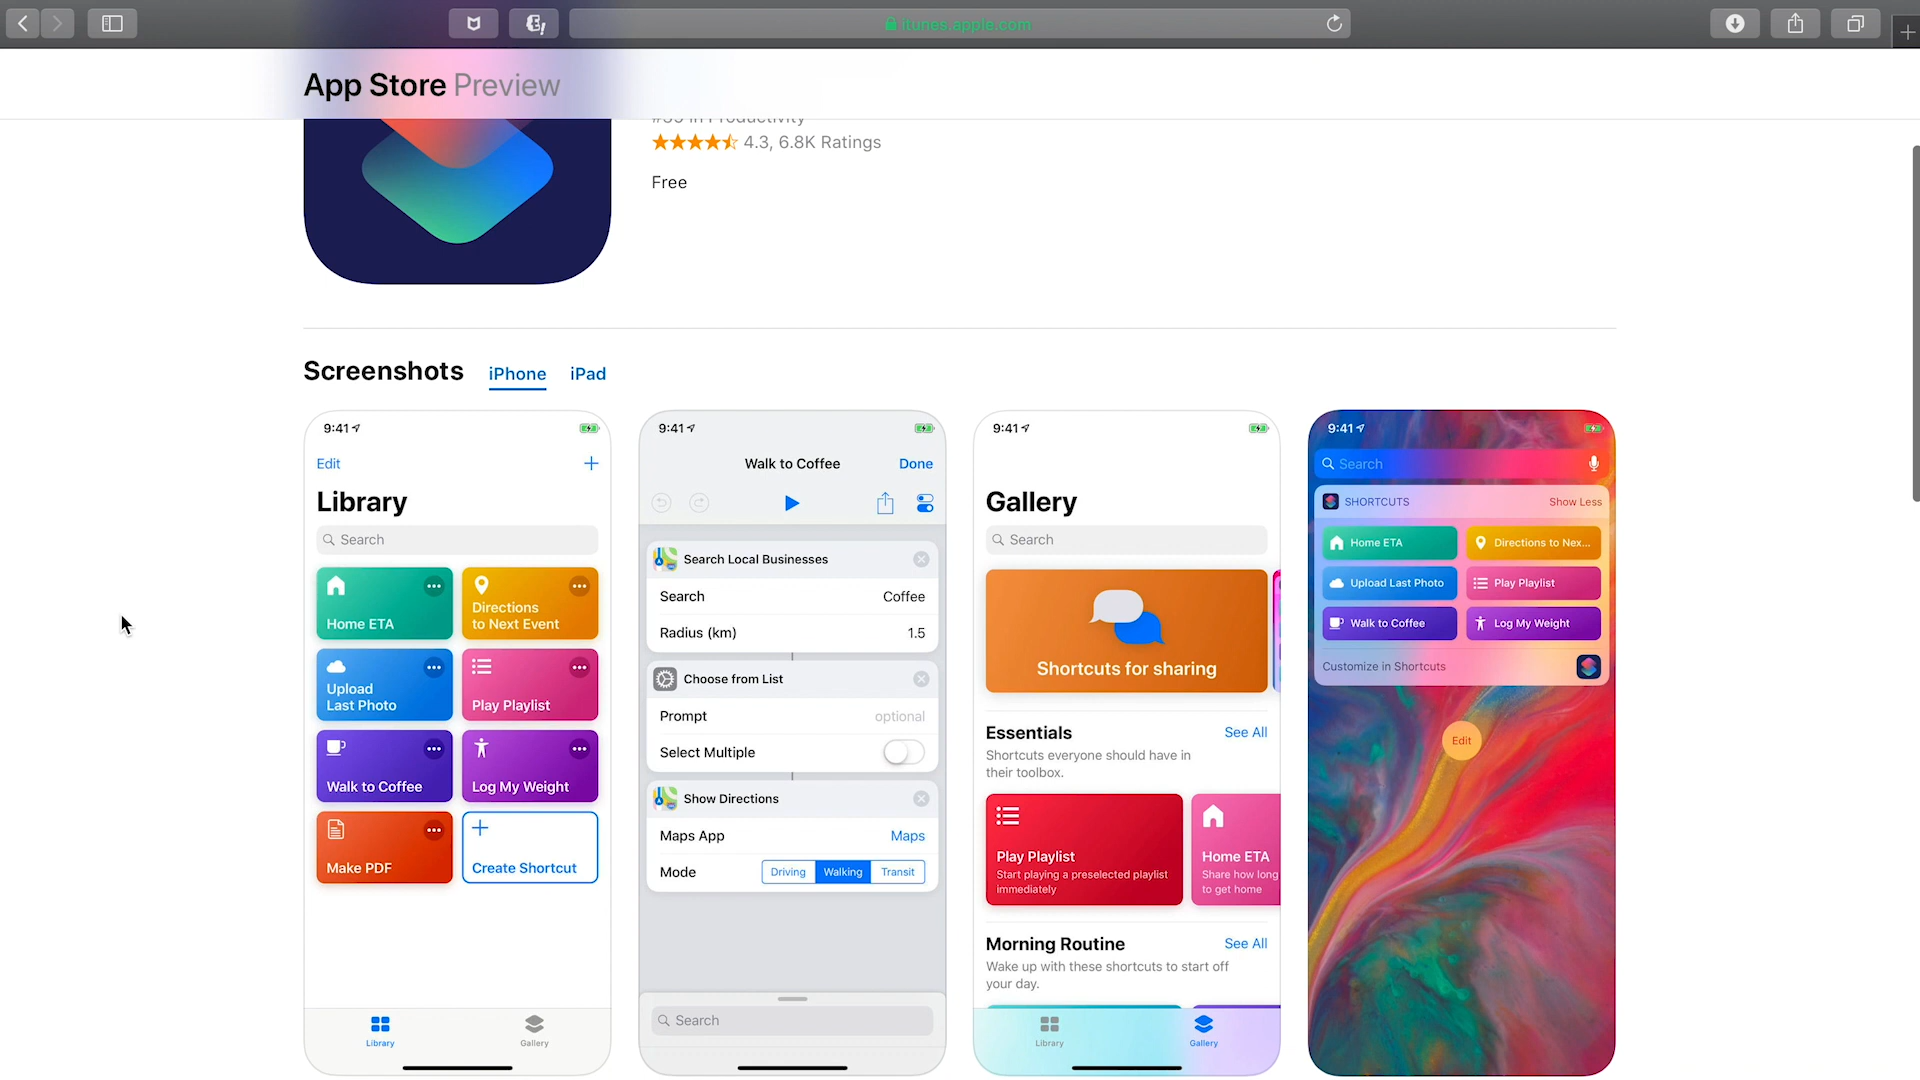 itunes.apple.com
App Store Preview
#35 in Productivity
4.3, 6.8K Ratings
Free
Screenshots iPhone iPad
9:41
Edit
Library
Search
Home ETA
Directions
to Next Event
Upload
Last Photo
Play Playlist
Walk to Coffee
Log My Weight
Make PDF
Create Shortcut
Library
Gallery
9:41
Walk to Coffee
Done
Search Local Businesses
Search Coffee
Radius (km) 1.5
Choose from List
Prompt optional
Select Multiple
Show Directions
Maps App Maps
Mode Driving Walking Transit
Search
9:41
Gallery
Search
Shortcuts for sharing
Essentials See All
Shortcuts everyone should have in
their toolbox.
Play Playlist
Start playing a preselected playlist
immediately
Home ETA
Share how long
to get home
Morning Routine See All
Wake up with these shortcuts to start off
your day.
Library
Gallery
9:41
Search
SHORTCUTS Show Less
Home ETA
Directions to Nex...
Upload Last Photo
Play Playlist
Walk to Coffee
Log My Weight
Customize in Shortcuts
Edit